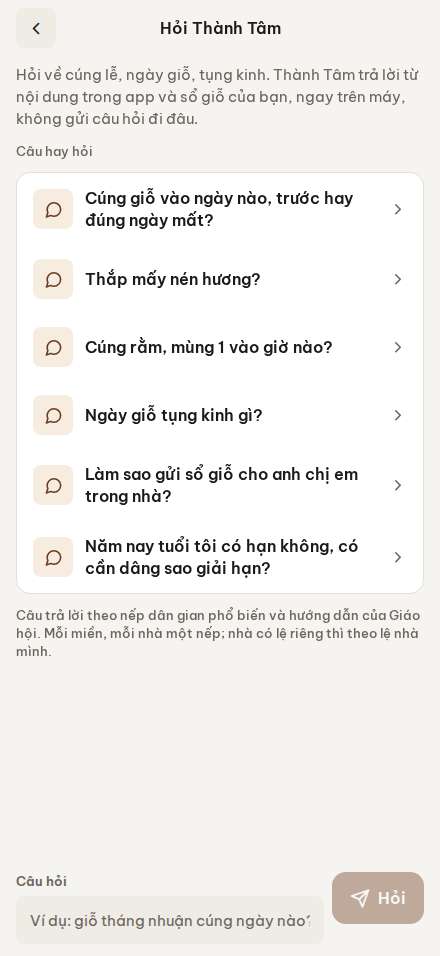 Hỏi Thành Tâm
Hỏi về cúng lễ, ngày giỗ, tụng kinh. Thành Tâm trả lời từ
nội dung trong app và sổ giỗ của bạn, ngay trên máy,
không gửi câu hỏi đi đâu.
Câu hay hỏi
Cúng giỗ vào ngày nào, trước hay
đúng ngày mất?
Thắp mấy nén hương?
Cúng rằm, mùng 1 vào giờ nào?
Ngày giỗ tụng kinh gì?
Làm sao gửi sổ giỗ cho anh chị em
trong nhà?
Năm nay tuổi tôi có hạn không, có
cần dâng sao giải hạn?
Câu trả lời theo nếp dân gian phổ biến và hướng dẫn của Giáo
hội. Mỗi miền, mỗi nhà một nếp; nhà có lệ riêng thì theo lệ nhà
mình.
Câu hỏi
Ví dụ: giỗ tháng nhuận cúng ngày nào?
Hỏi